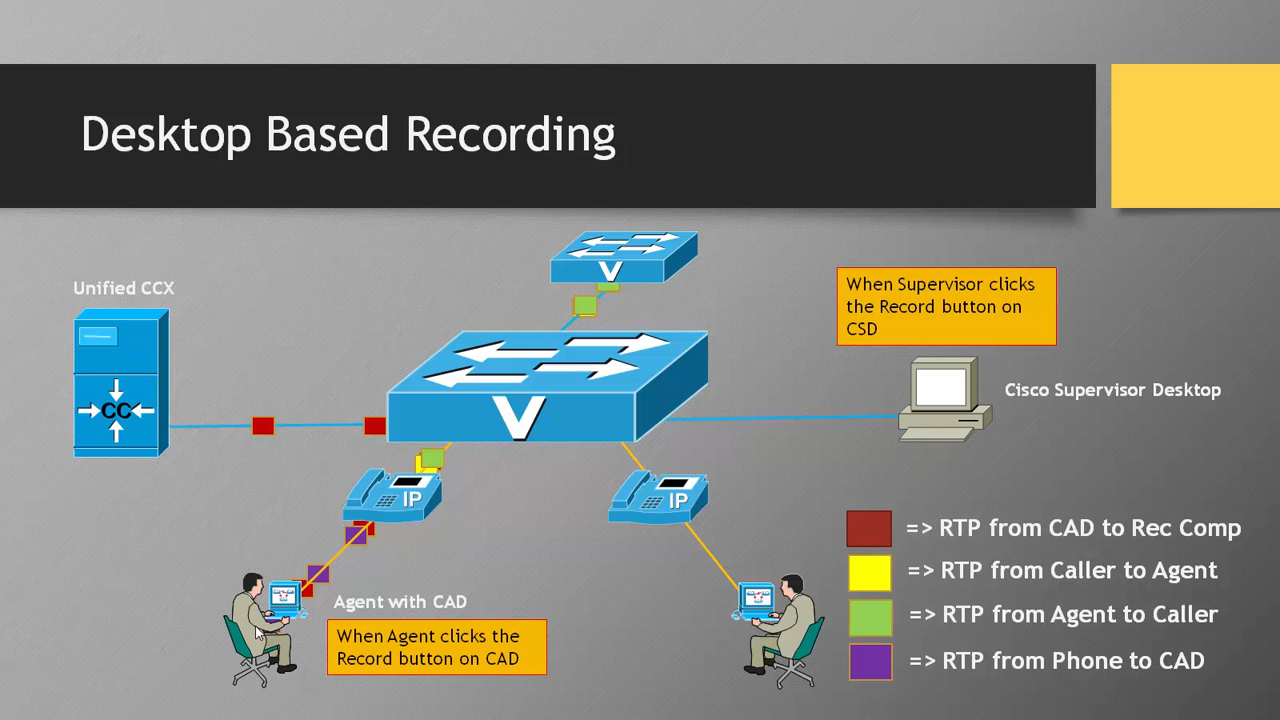 Desktop Based Recording
Unified CCX
V
When Supervisor clicks
the Record button on
CSD
CC
V
Cisco Supervisor Desktop
IP
IP
=> RTP from CAD to Rec Comp
=> RTP from Caller to Agent
Agent with CAD
=> RTP from Agent to Caller
When Agent clicks the
Record button on CAD
=> RTP from Phone to CAD